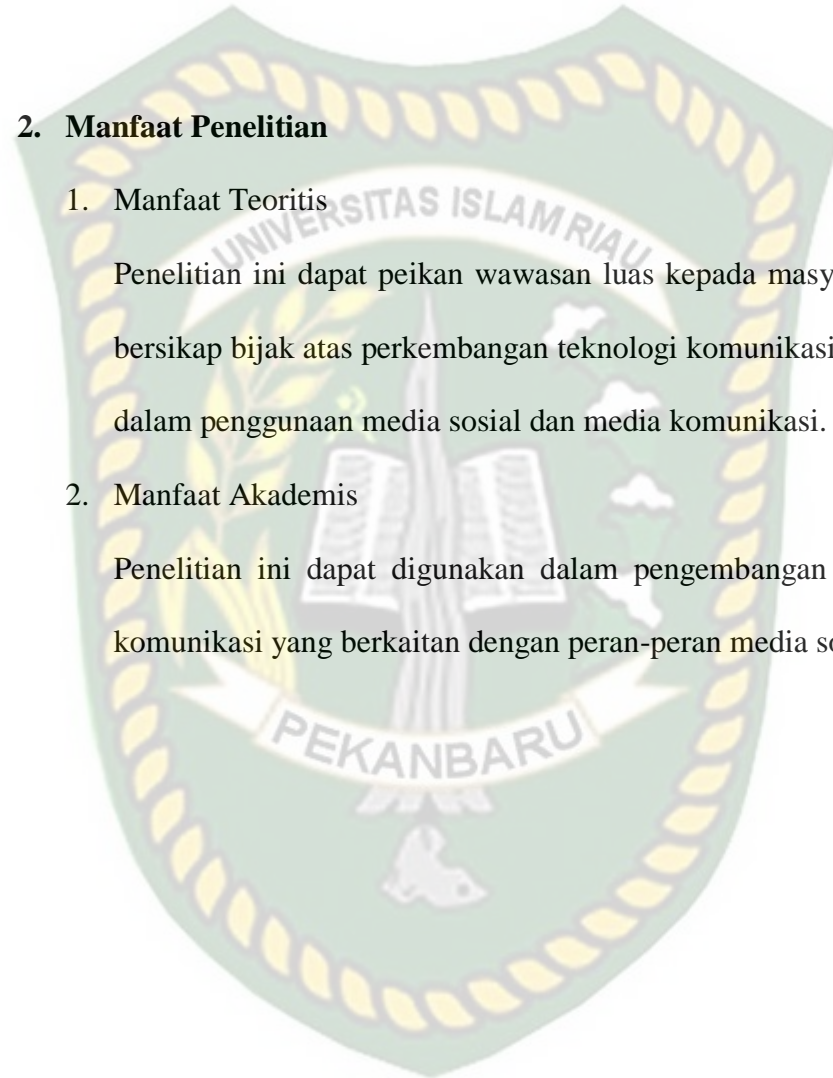 2. Manfaat Penelitian
1. Manfaat Teoritis
UNIVERSITAS ISLAM RIAU
Penelitian ini dapat peikan wawasan luas kepada masy
bersikap bijak atas perkembangan teknologi komunikasi
dalam penggunaan media sosial dan media komunikasi.
2. Manfaat Akademis
Penelitian ini dapat digunakan dalam pengembangan
komunikasi yang berkaitan dengan peran-peran media so
PEKANBARU